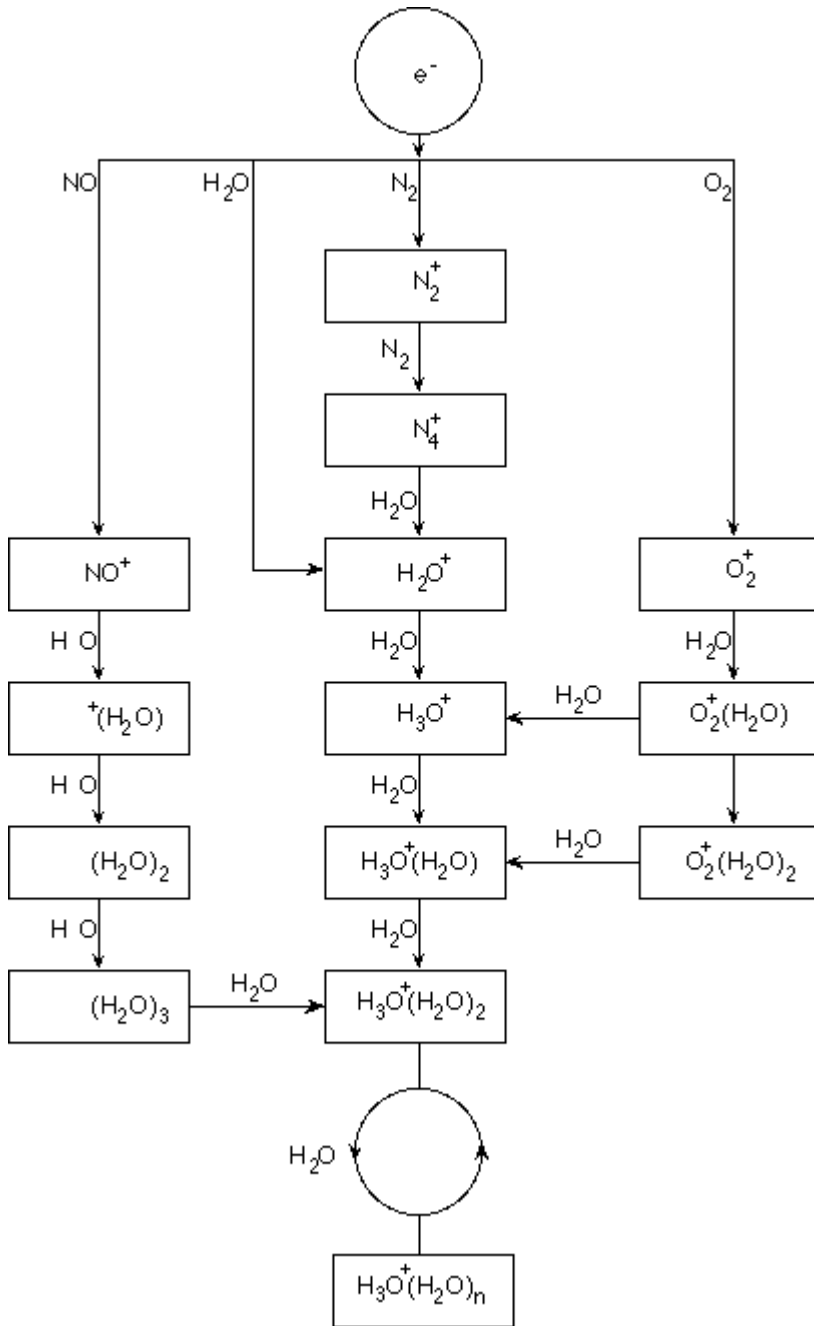 e⁻
NO H₂O N₂ O₂
N₂⁺
N₂
N₄⁺
H₂O
NO⁺ H₂O⁺ O₂⁺
H O H₂O H₂O
⁺(H₂O) H₃O⁺ H₂O O₂⁺(H₂O)
H O H₂O
(H₂O)₂ H₃O⁺(H₂O) H₂O O₂⁺(H₂O)₂
H O H₂O
(H₂O)₃ H₂O H₃O⁺(H₂O)₂
H₂O
H₃O⁺(H₂O)ₙ